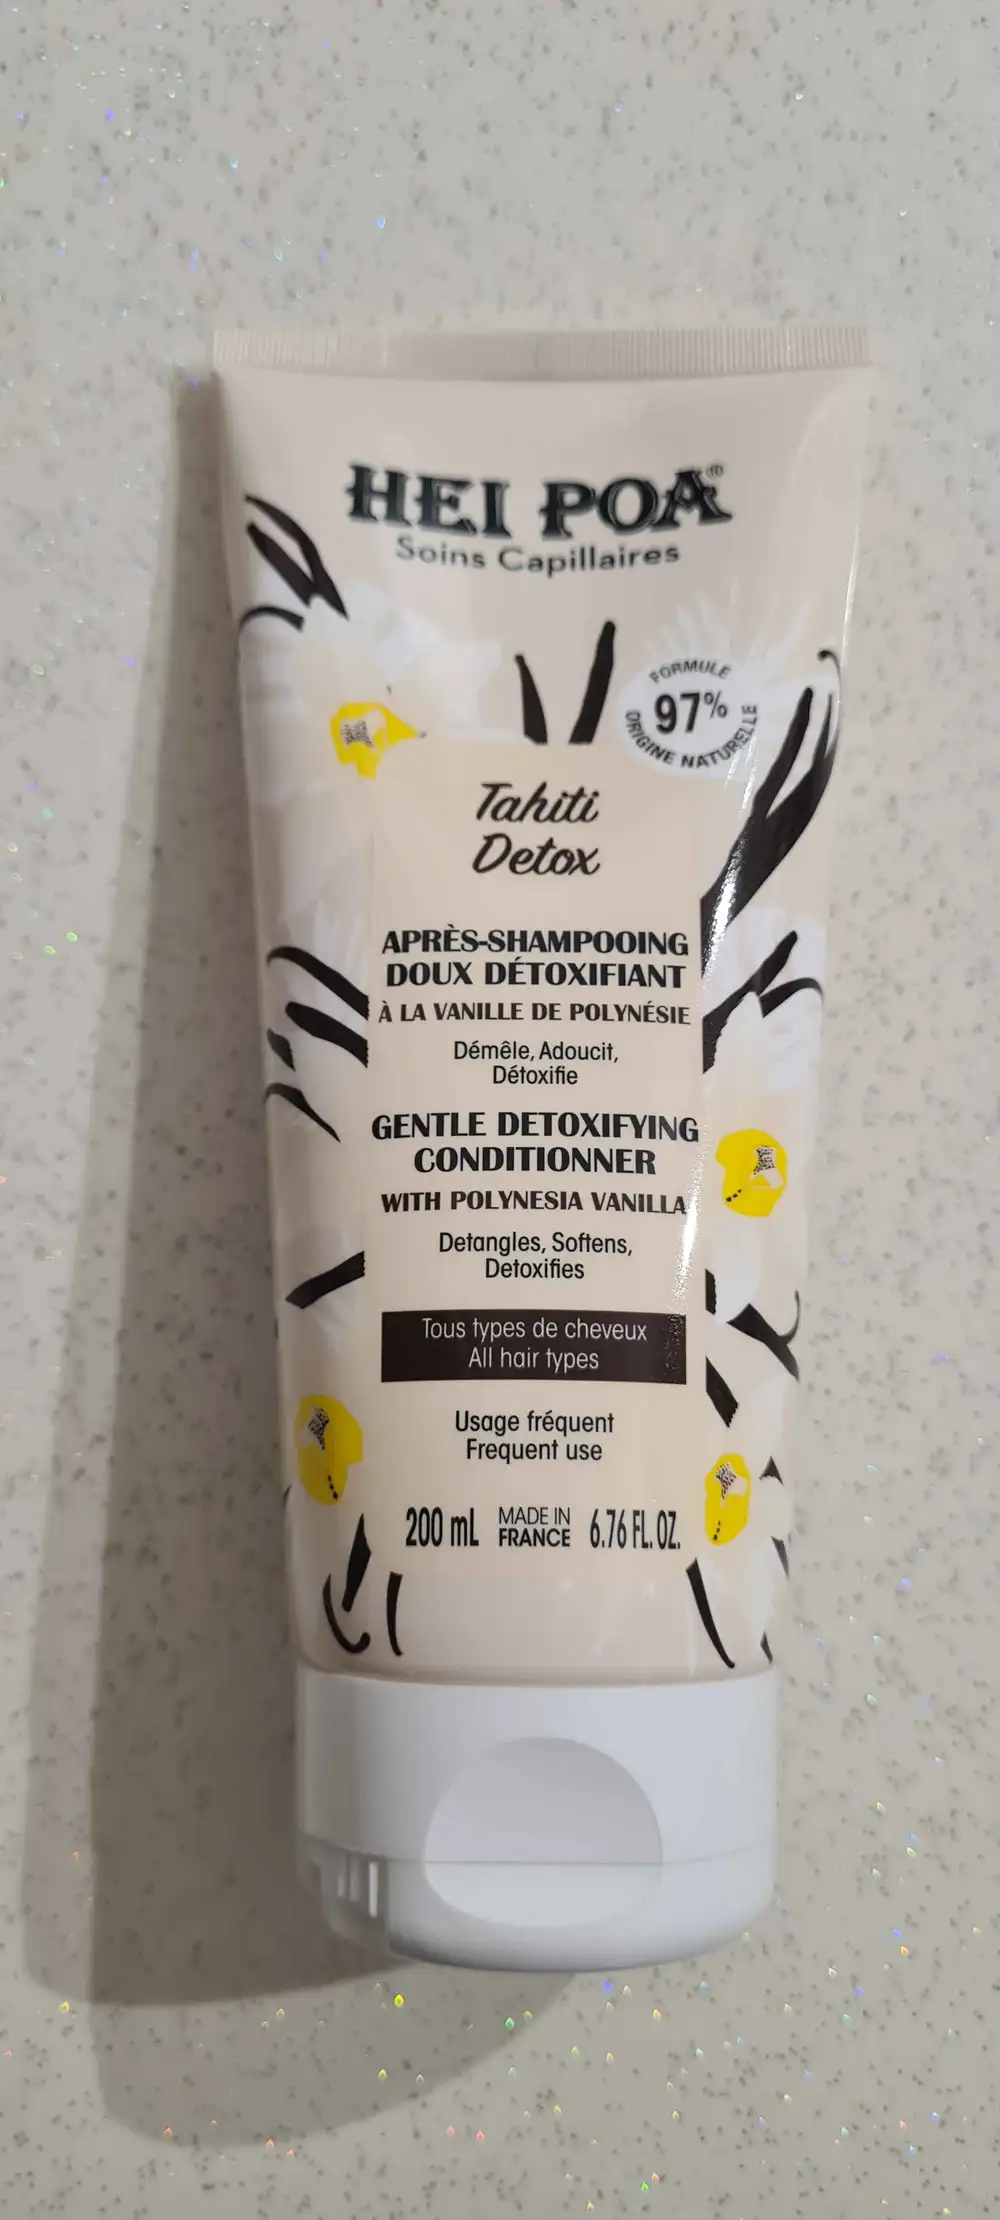 HEI POA®
Soins Capillaires
FORMULE
97%
ORIGINE NATURELLE
Tahiti
Detox
APRÈS-SHAMPOOING
DOUX DÉTOXIFIANT
À LA VANILLE DE POLYNÉSIE
Démêle, Adoucit,
Détoxifie
GENTLE DETOXIFYING
CONDITIONNER
WITH POLYNESIA VANILLA
Detangles, Softens,
Detoxifies
Tous types de cheveux
All hair types
Usage fréquent
Frequent use
200 mL MADE IN FRANCE 6.76 FL. OZ.